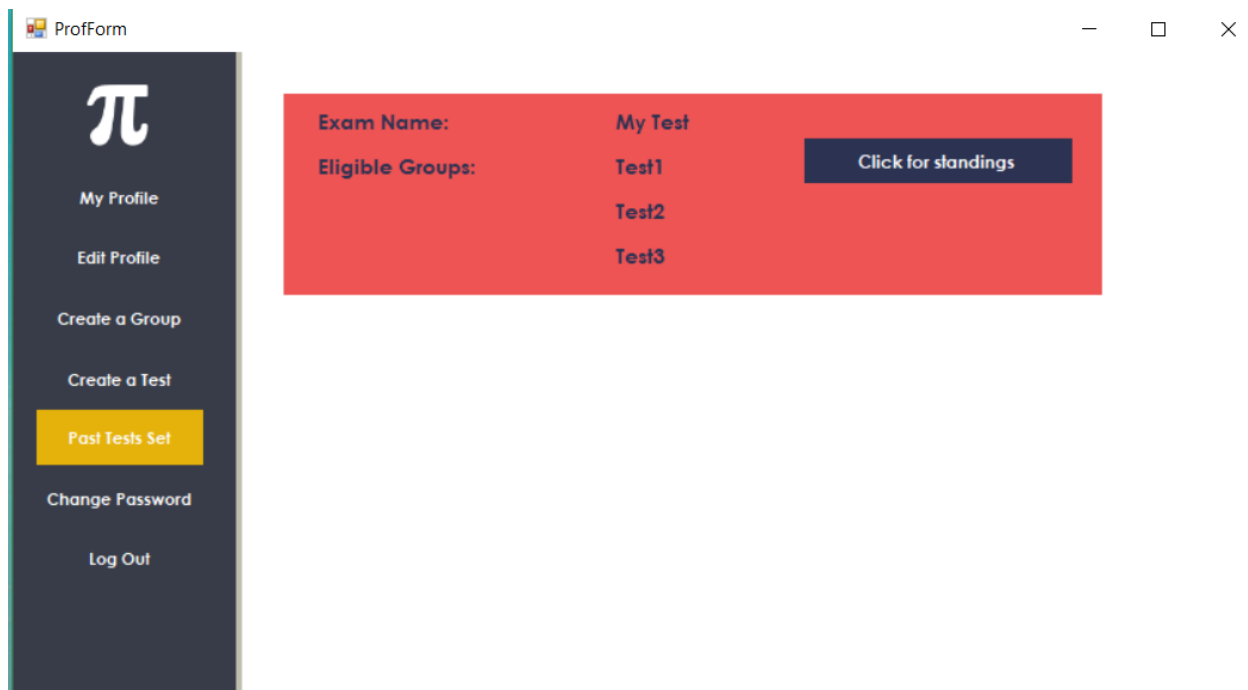 ProfForm
π
My Profile
Edit Profile
Create a Group
Create a Test
Past Tests Set
Change Password
Log Out
Exam Name: My Test
Eligible Groups: Test1
Test2
Test3
Click for standings